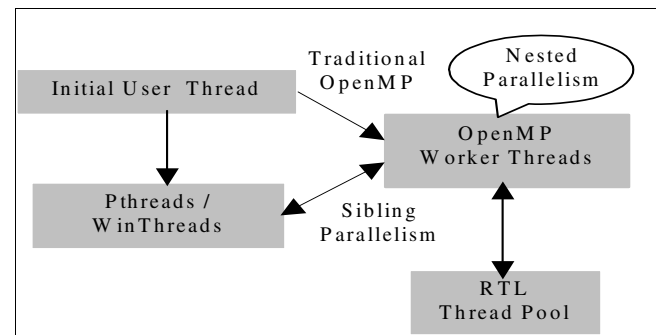 Traditional
OpenMP
Nested
Parallelism
Initial User Thread
OpenMP
Worker Threads
Pthreads /
WinThreads
Sibling
Parallelism
RTL
Thread Pool